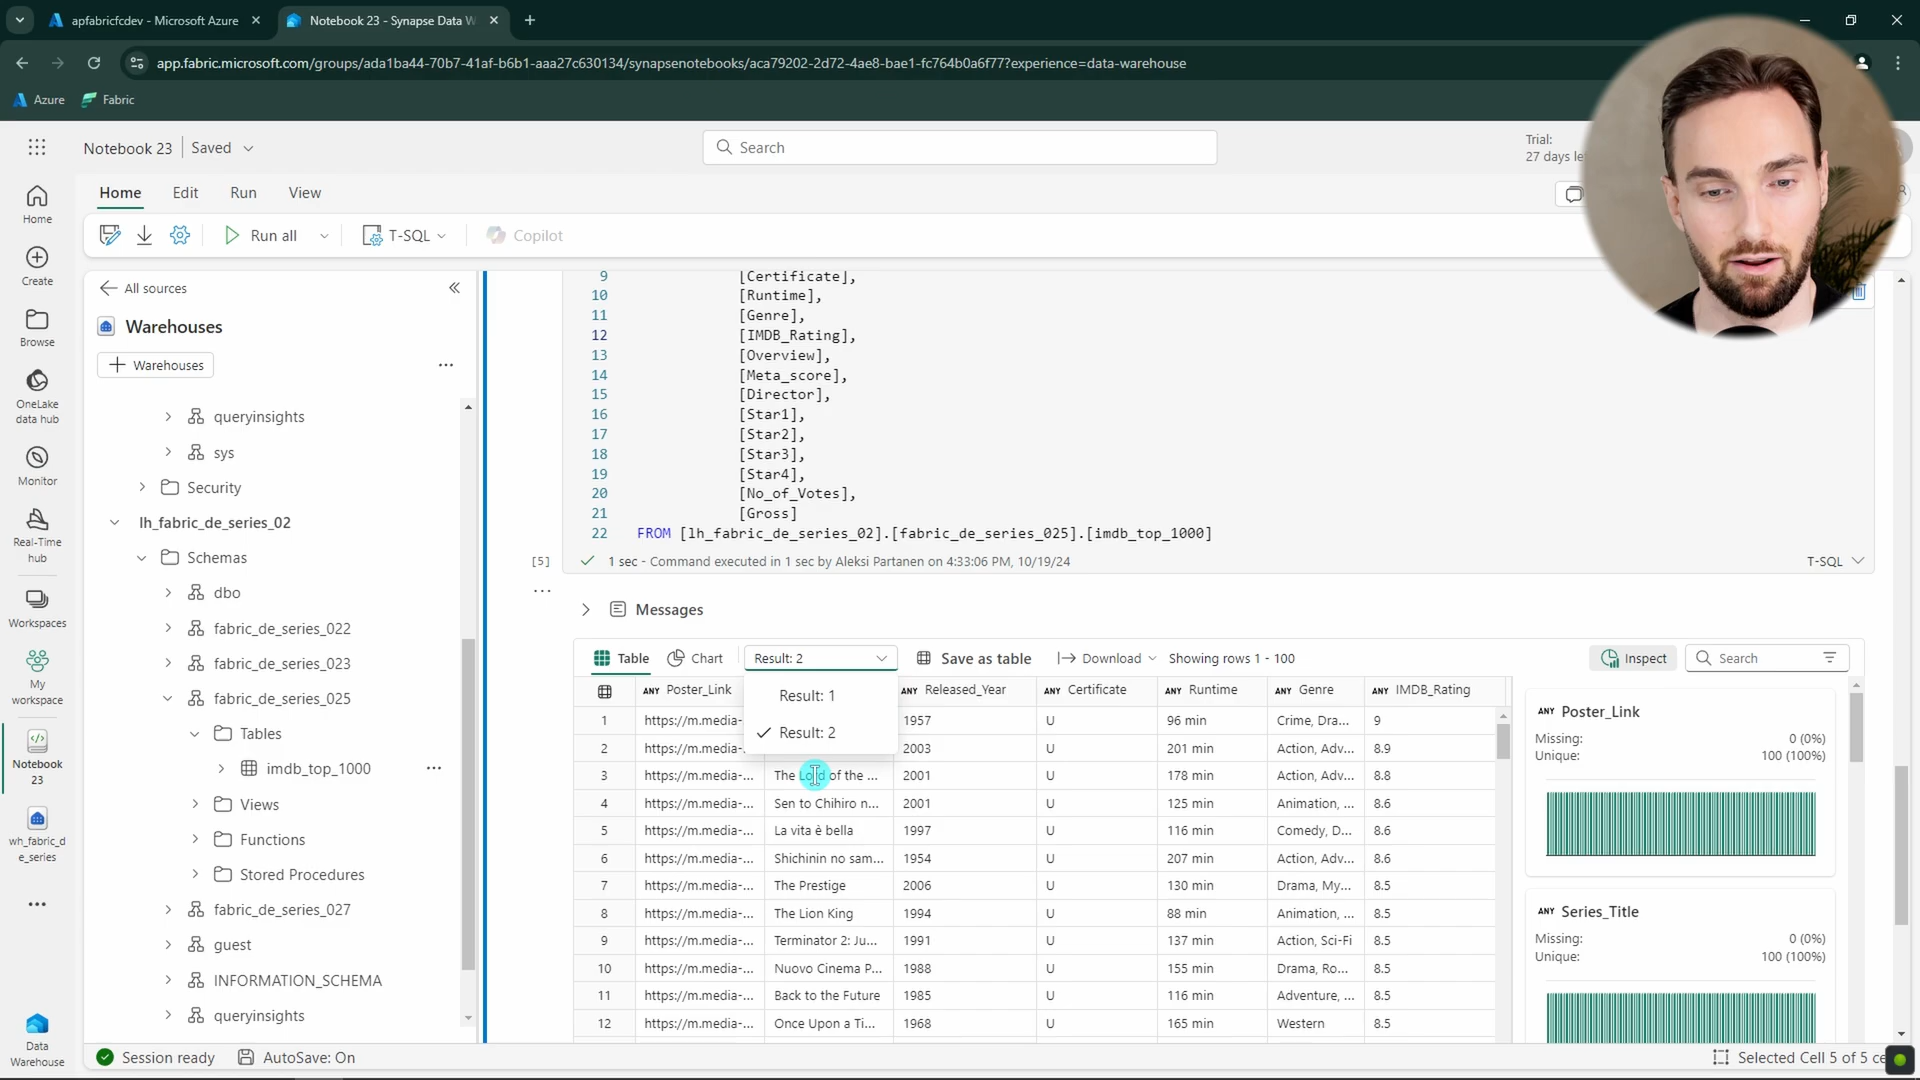 apfabricfcdev - Microsoft Azure
Notebook 23 - Synapse Data W
app.fabric.microsoft.com/groups/ada1ba44-70b7-41af-b6b1-aaa27c630134/synapsenotebooks/aca79202-2d72-4ae8-bae1-fc764b0a6f77?experience=data-warehouse
Azure
Fabric
Notebook 23
Saved
Search
Trial:
27 days le
Home
Edit
Run
View
Run all
T-SQL
Copilot
Home
Create
Browse
OneLake
data hub
Monitor
Real-Time
hub
Workspaces
My
workspace
Notebook
23
wh_fabric_d
e_series
Data
Warehouse
All sources
Warehouses
Warehouses
queryinsights
sys
Security
lh_fabric_de_series_02
Schemas
dbo
fabric_de_series_022
fabric_de_series_023
fabric_de_series_025
Tables
imdb_top_1000
Views
Functions
Stored Procedures
fabric_de_series_027
guest
INFORMATION_SCHEMA
queryinsights
9 [Certificate],
10 [Runtime],
11 [Genre],
12 [IMDB_Rating],
13 [Overview],
14 [Meta_score],
15 [Director],
16 [Star1],
17 [Star2],
18 [Star3],
19 [Star4],
20 [No_of_Votes],
21 [Gross]
22 FROM [lh_fabric_de_series_02].[fabric_de_series_025].[imdb_top_1000]
[5] 1 sec - Command executed in 1 sec by Aleksi Partanen on 4:33:06 PM, 10/19/24 T-SQL
Messages
Table Chart Result: 2 Save as table Download Showing rows 1 - 100 Inspect Search
Result: 1
Result: 2
ANY Poster_Link ANY Released_Year ANY Certificate ANY Runtime ANY Genre ANY IMDB_Rating
1 https://m.media- 1957 U 96 min Crime, Dra... 9
2 https://m.media- 2003 U 201 min Action, Adv... 8.9
3 https://m.media-... The Lord of the ... 2001 U 178 min Action, Adv... 8.8
4 https://m.media-... Sen to Chihiro n... 2001 U 125 min Animation, ... 8.6
5 https://m.media-... La vita è bella 1997 U 116 min Comedy, D... 8.6
6 https://m.media-... Shichinin no sam... 1954 U 207 min Action, Adv... 8.6
7 https://m.media-... The Prestige 2006 U 130 min Drama, My... 8.5
8 https://m.media-... The Lion King 1994 U 88 min Animation, ... 8.5
9 https://m.media-... Terminator 2: Ju... 1991 U 137 min Action, Sci-Fi 8.5
10 https://m.media-... Nuovo Cinema P... 1988 U 155 min Drama, Ro... 8.5
11 https://m.media-... Back to the Future 1985 U 116 min Adventure, ... 8.5
12 https://m.media-... Once Upon a Ti... 1968 U 165 min Western 8.5
ANY Poster_Link
Missing: 0 (0%)
Unique: 100 (100%)
ANY Series_Title
Missing: 0 (0%)
Unique: 100 (100%)
Session ready
AutoSave: On
Selected Cell 5 of 5 ce